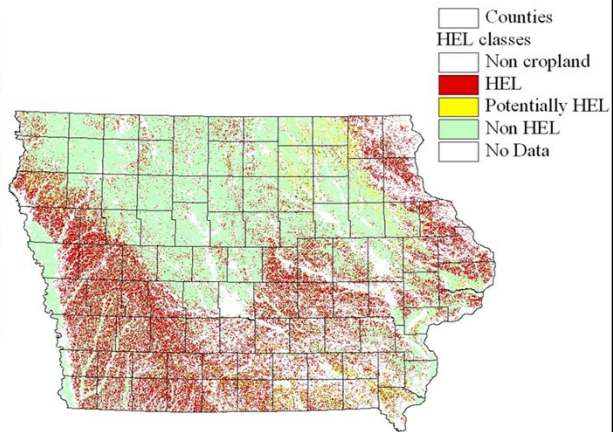 Counties
HEL classes
Non cropland
HEL
Potentially HEL
Non HEL
No Data